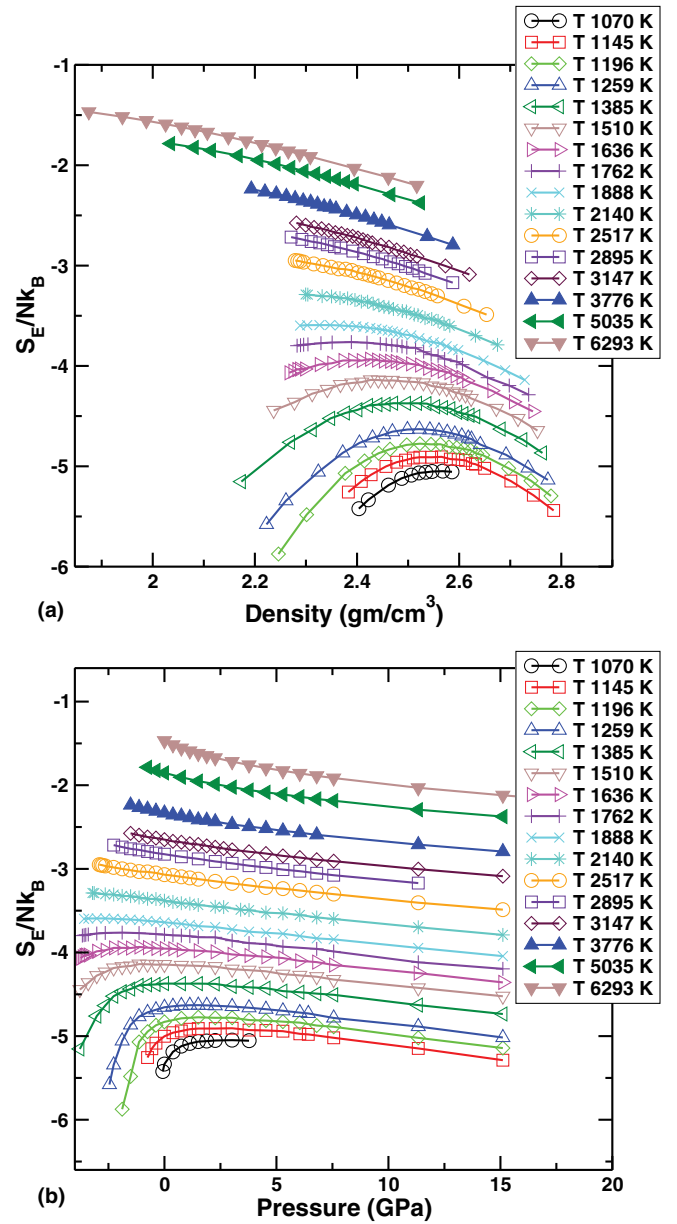 T 1070 K
T 1145 K
T 1196 K
T 1259 K
T 1385 K
T 1510 K
T 1636 K
T 1762 K
T 1888 K
T 2140 K
T 2517 K
T 2895 K
T 3147 K
T 3776 K
T 5035 K
T 6293 K
-1
-2
-3
-4
-5
-6
S_E/Nk_B
2
2.2
2.4
2.6
2.8
(a)
Density (gm/cm³)
T 1070 K
T 1145 K
T 1196 K
T 1259 K
T 1385 K
T 1510 K
T 1636 K
T 1762 K
T 1888 K
T 2140 K
T 2517 K
T 2895 K
T 3147 K
T 3776 K
T 5035 K
T 6293 K
-1
-2
-3
-4
-5
-6
S_E/Nk_B
0
5
10
15
20
(b)
Pressure (GPa)